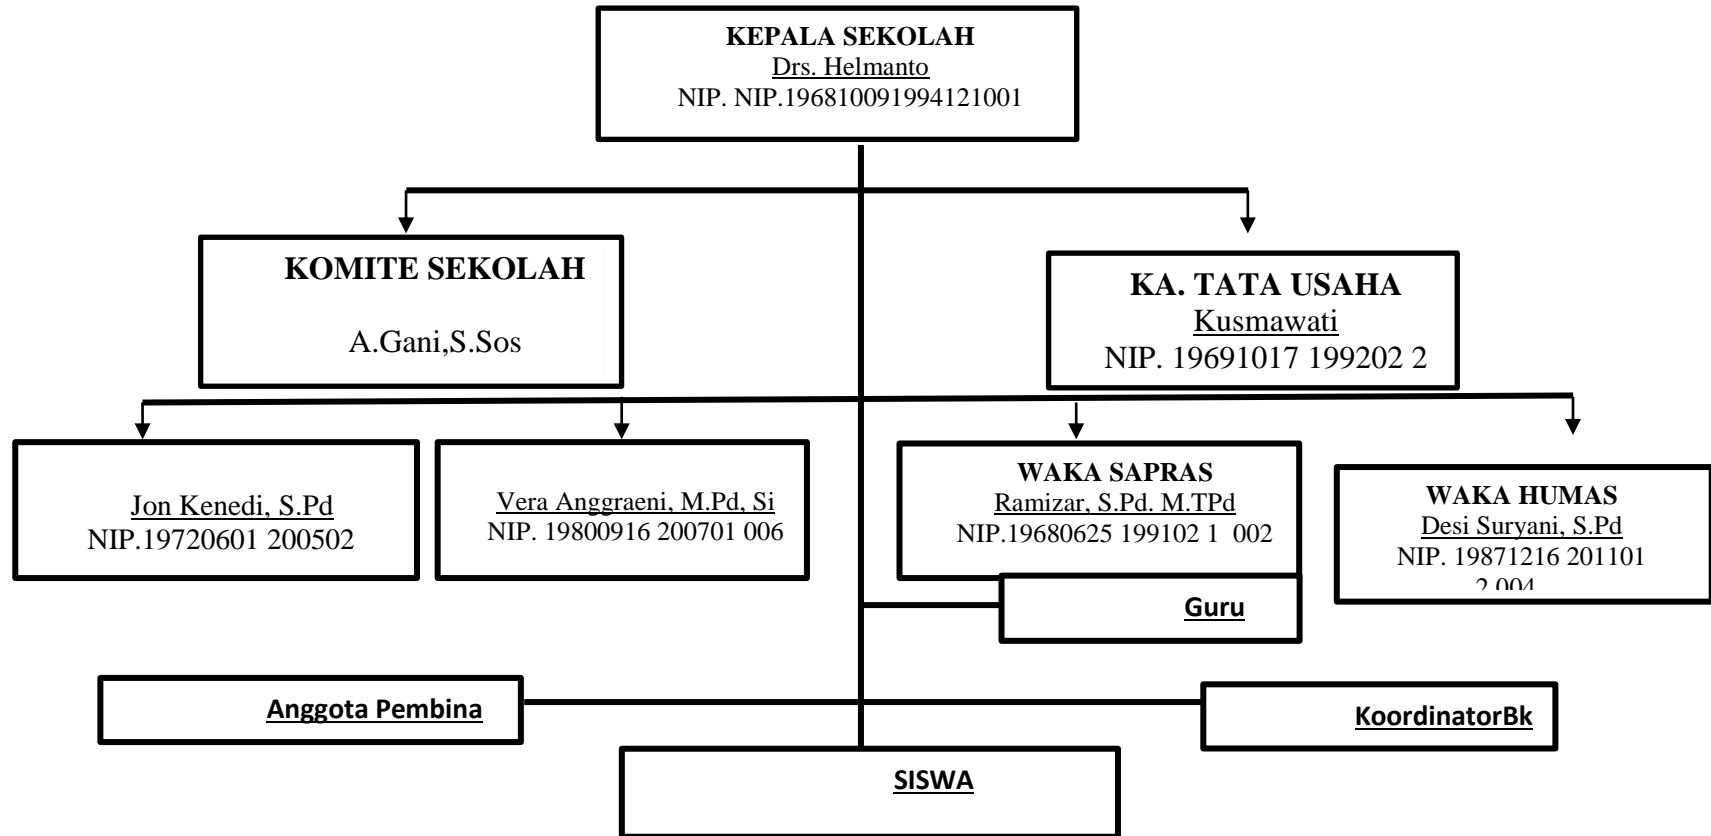 KEPALA SEKOLAH
Drs. Helmanto
NIP. NIP.196810091994121001
KOMITE SEKOLAH
A.Gani,S.Sos
KA. TATA USAHA
Kusmawati
NIP. 19691017 199202 2
Jon Kenedi, S.Pd
NIP.19720601 200502
Vera Anggraeni, M.Pd, Si
NIP. 19800916 200701 006
WAKA SAPRAS
Ramizar, S.Pd. M.TPd
NIP.19680625 199102 1 002
WAKA HUMAS
Desi Suryani, S.Pd
NIP. 19871216 201101
2 004
Guru
Anggota Pembina
KoordinatorBk
SISWA